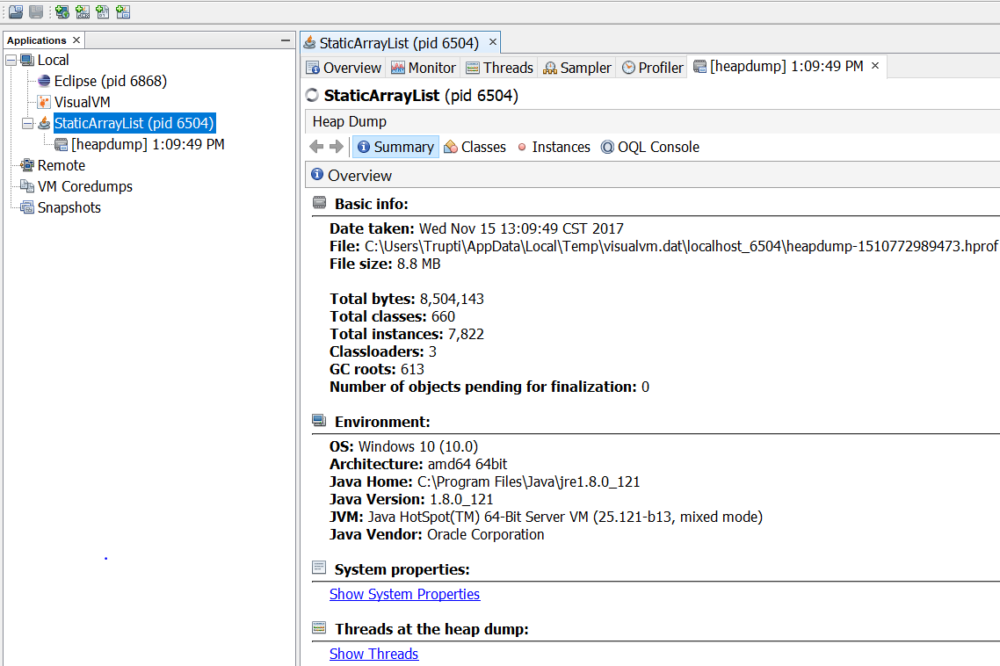 Applications
Local
Eclipse (pid 6868)
VisualVM
StaticArrayList (pid 6504)
[heapdump] 1:09:49 PM
Remote
VM Coredumps
Snapshots
StaticArrayList (pid 6504)
Overview Monitor Threads Sampler Profiler [heapdump] 1:09:49 PM
StaticArrayList (pid 6504)
Heap Dump
Summary Classes Instances OQL Console
Overview
Basic info:
Date taken: Wed Nov 15 13:09:49 CST 2017
File: C:\Users\Trupti\AppData\Local\Temp\visualvm.dat\localhost_6504\heapdump-1510772989473.hprof
File size: 8.8 MB
Total bytes: 8,504,143
Total classes: 660
Total instances: 7,822
Classloaders: 3
GC roots: 613
Number of objects pending for finalization: 0
Environment:
OS: Windows 10 (10.0)
Architecture: amd64 64bit
Java Home: C:\Program Files\Java\jre1.8.0_121
Java Version: 1.8.0_121
JVM: Java HotSpot(TM) 64-Bit Server VM (25.121-b13, mixed mode)
Java Vendor: Oracle Corporation
System properties:
Show System Properties
Threads at the heap dump:
Show Threads